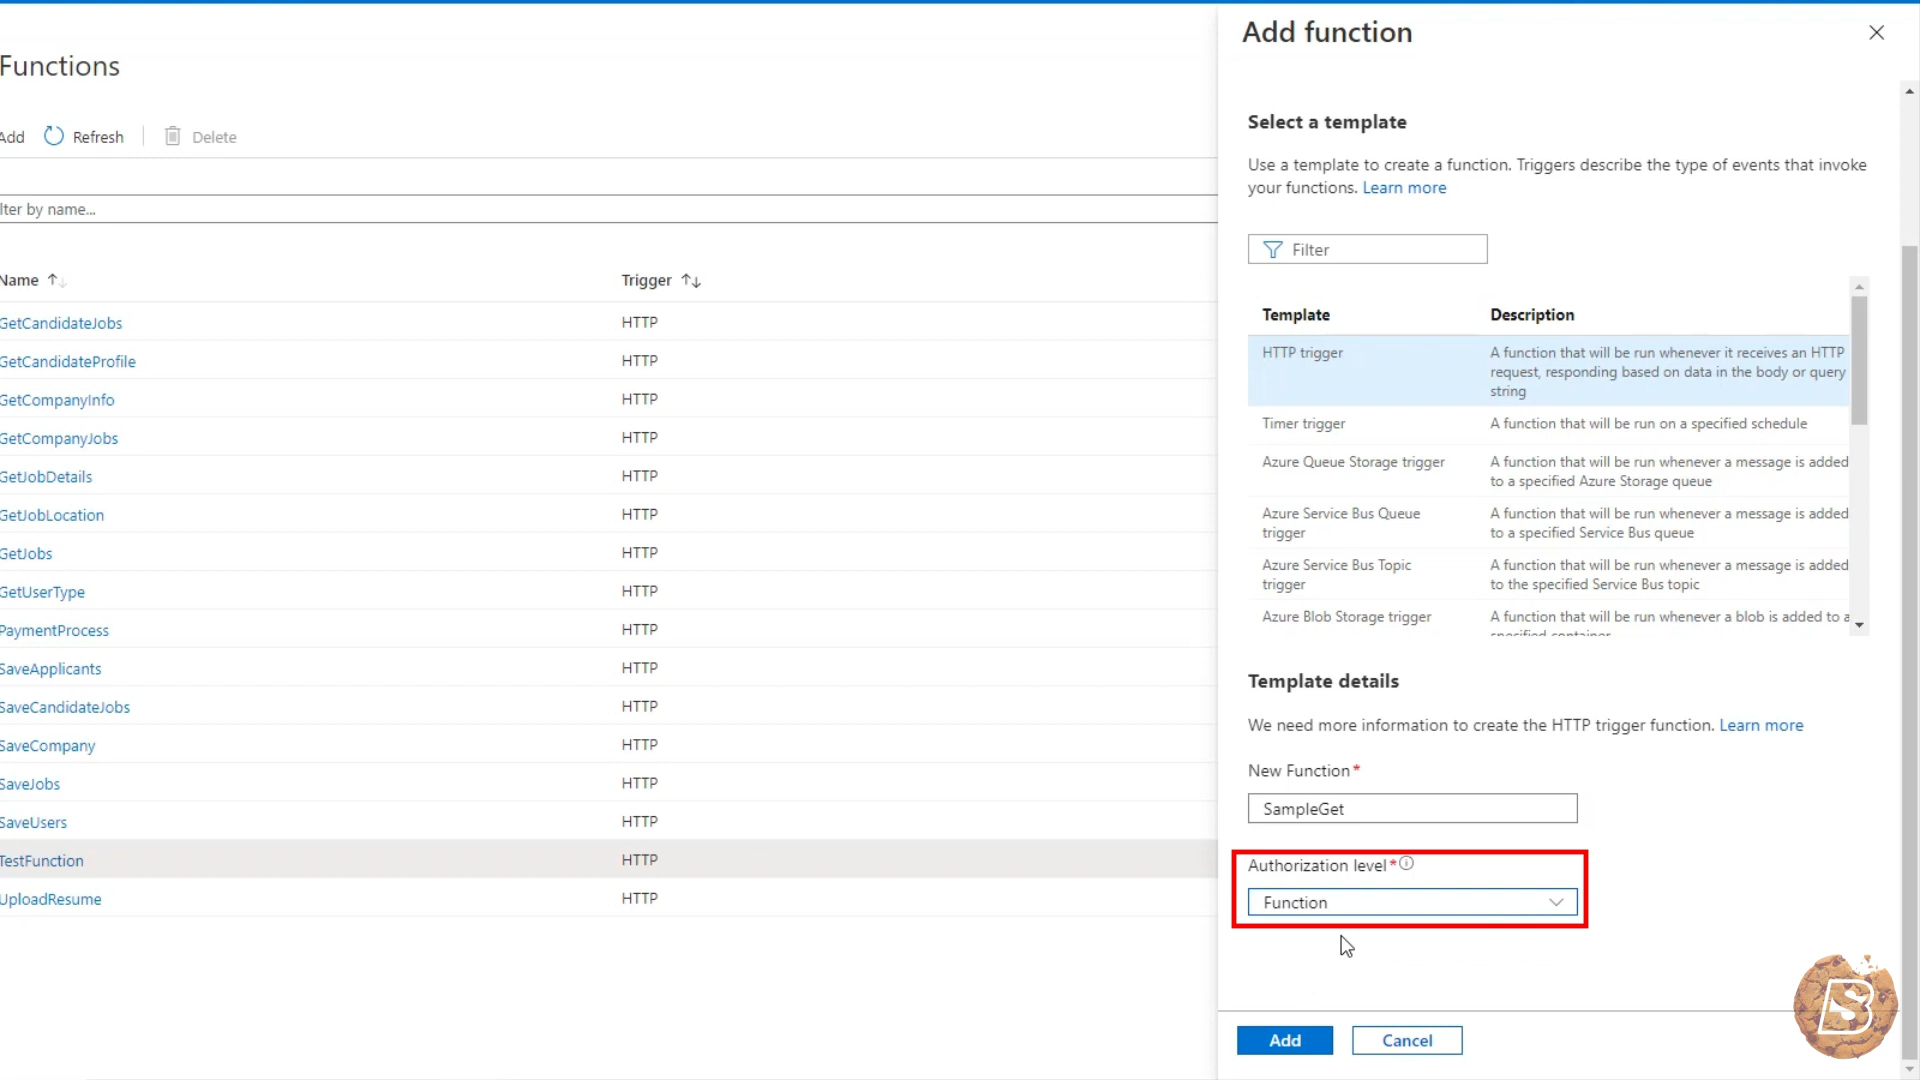 Functions
Add
Refresh
Delete
lter by name...
Name
Trigger
GetCandidateJobs HTTP
GetCandidateProfile HTTP
GetCompanyInfo HTTP
GetCompanyJobs HTTP
GetJobDetails HTTP
GetJobLocation HTTP
GetJobs HTTP
GetUserType HTTP
PaymentProcess HTTP
SaveApplicants HTTP
SaveCandidateJobs HTTP
SaveCompany HTTP
SaveJobs HTTP
SaveUsers HTTP
TestFunction HTTP
UploadResume HTTP
Add function
Select a template
Use a template to create a function. Triggers describe the type of events that invoke
your functions. Learn more
Filter
Template Description
HTTP trigger
A function that will be run whenever it receives an HTTP
request, responding based on data in the body or query
string
Timer trigger
A function that will be run on a specified schedule
Azure Queue Storage trigger
A function that will be run whenever a message is added
to a specified Azure Storage queue
Azure Service Bus Queue
trigger
A function that will be run whenever a message is added
to a specified Service Bus queue
Azure Service Bus Topic
trigger
A function that will be run whenever a message is added
to the specified Service Bus topic
Azure Blob Storage trigger
A function that will be run whenever a blob is added to a
specified container
Template details
We need more information to create the HTTP trigger function. Learn more
New Function*
SampleGet
Authorization level*
Function
Add
Cancel
BS